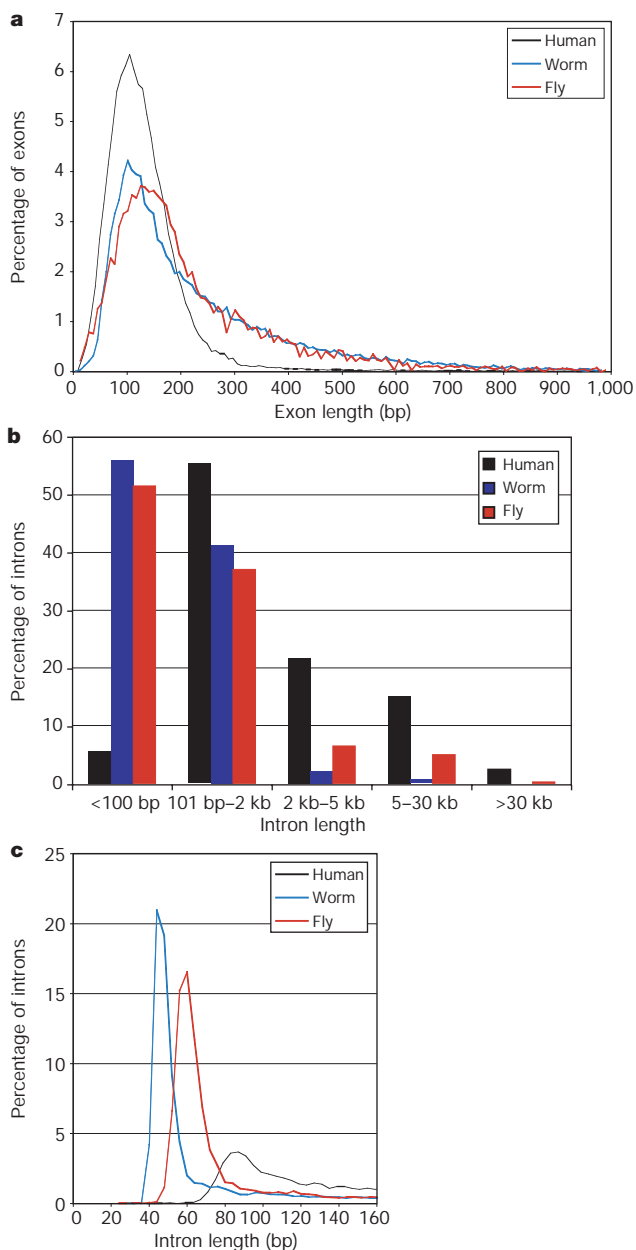 a
7
6
5
4
3
2
1
0
Percentage of exons
Human
Worm
Fly
0 100 200 300 400 500 600 700 800 900 1,000
Exon length (bp)
b
60
50
40
30
20
10
0
Percentage of introns
Human
Worm
Fly
<100 bp 101 bp–2 kb 2 kb–5 kb 5–30 kb >30 kb
Intron length
c
25
20
15
10
5
0
Percentage of introns
Human
Worm
Fly
0 20 40 60 80 100 120 140 160
Intron length (bp)